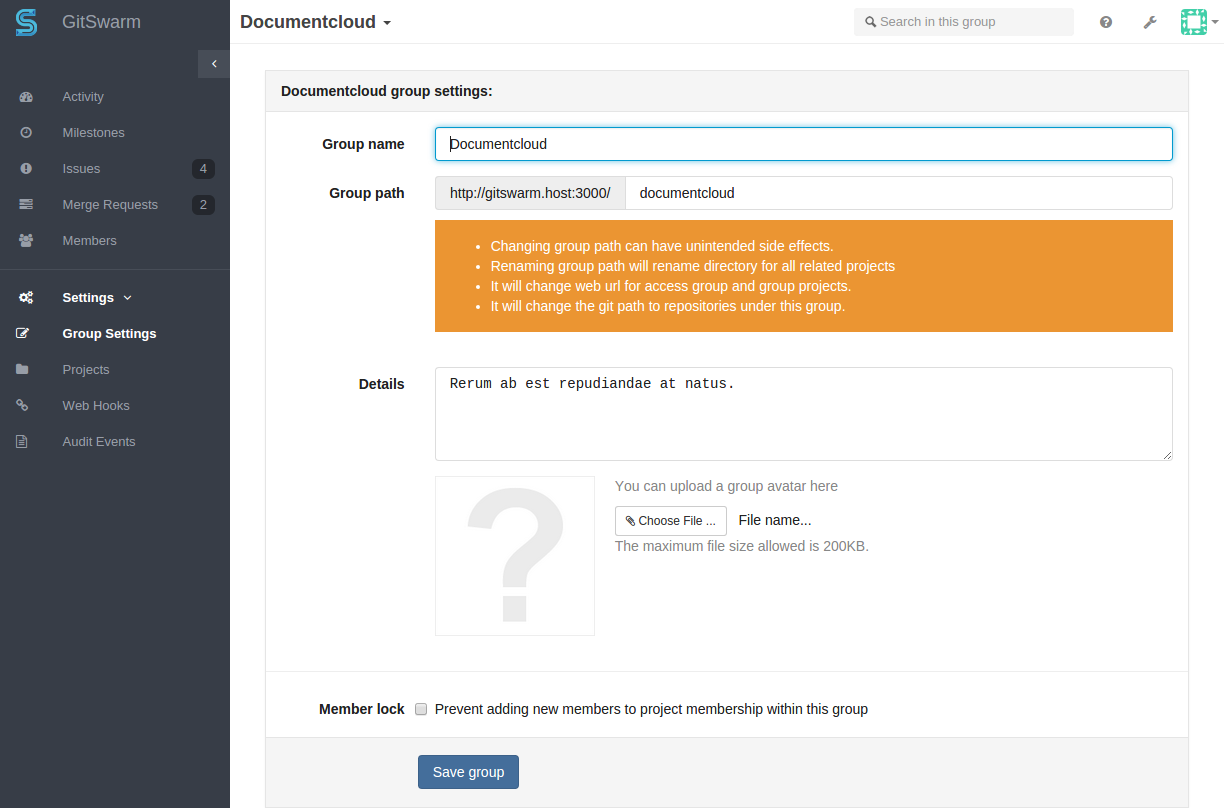 GitSwarm
Documentcloud
Search in this group
Activity
Milestones
Issues 4
Merge Requests 2
Members
Settings
Group Settings
Projects
Web Hooks
Audit Events
Documentcloud group settings:
Group name Documentcloud
Group path http://gitswarm.host:3000/ documentcloud
• Changing group path can have unintended side effects.
• Renaming group path will rename directory for all related projects
• It will change web url for access group and group projects.
• It will change the git path to repositories under this group.
Details Rerum ab est repudiandae at natus.
?
You can upload a group avatar here
Choose File ... File name...
The maximum file size allowed is 200KB.
Member lock Prevent adding new members to project membership within this group
Save group